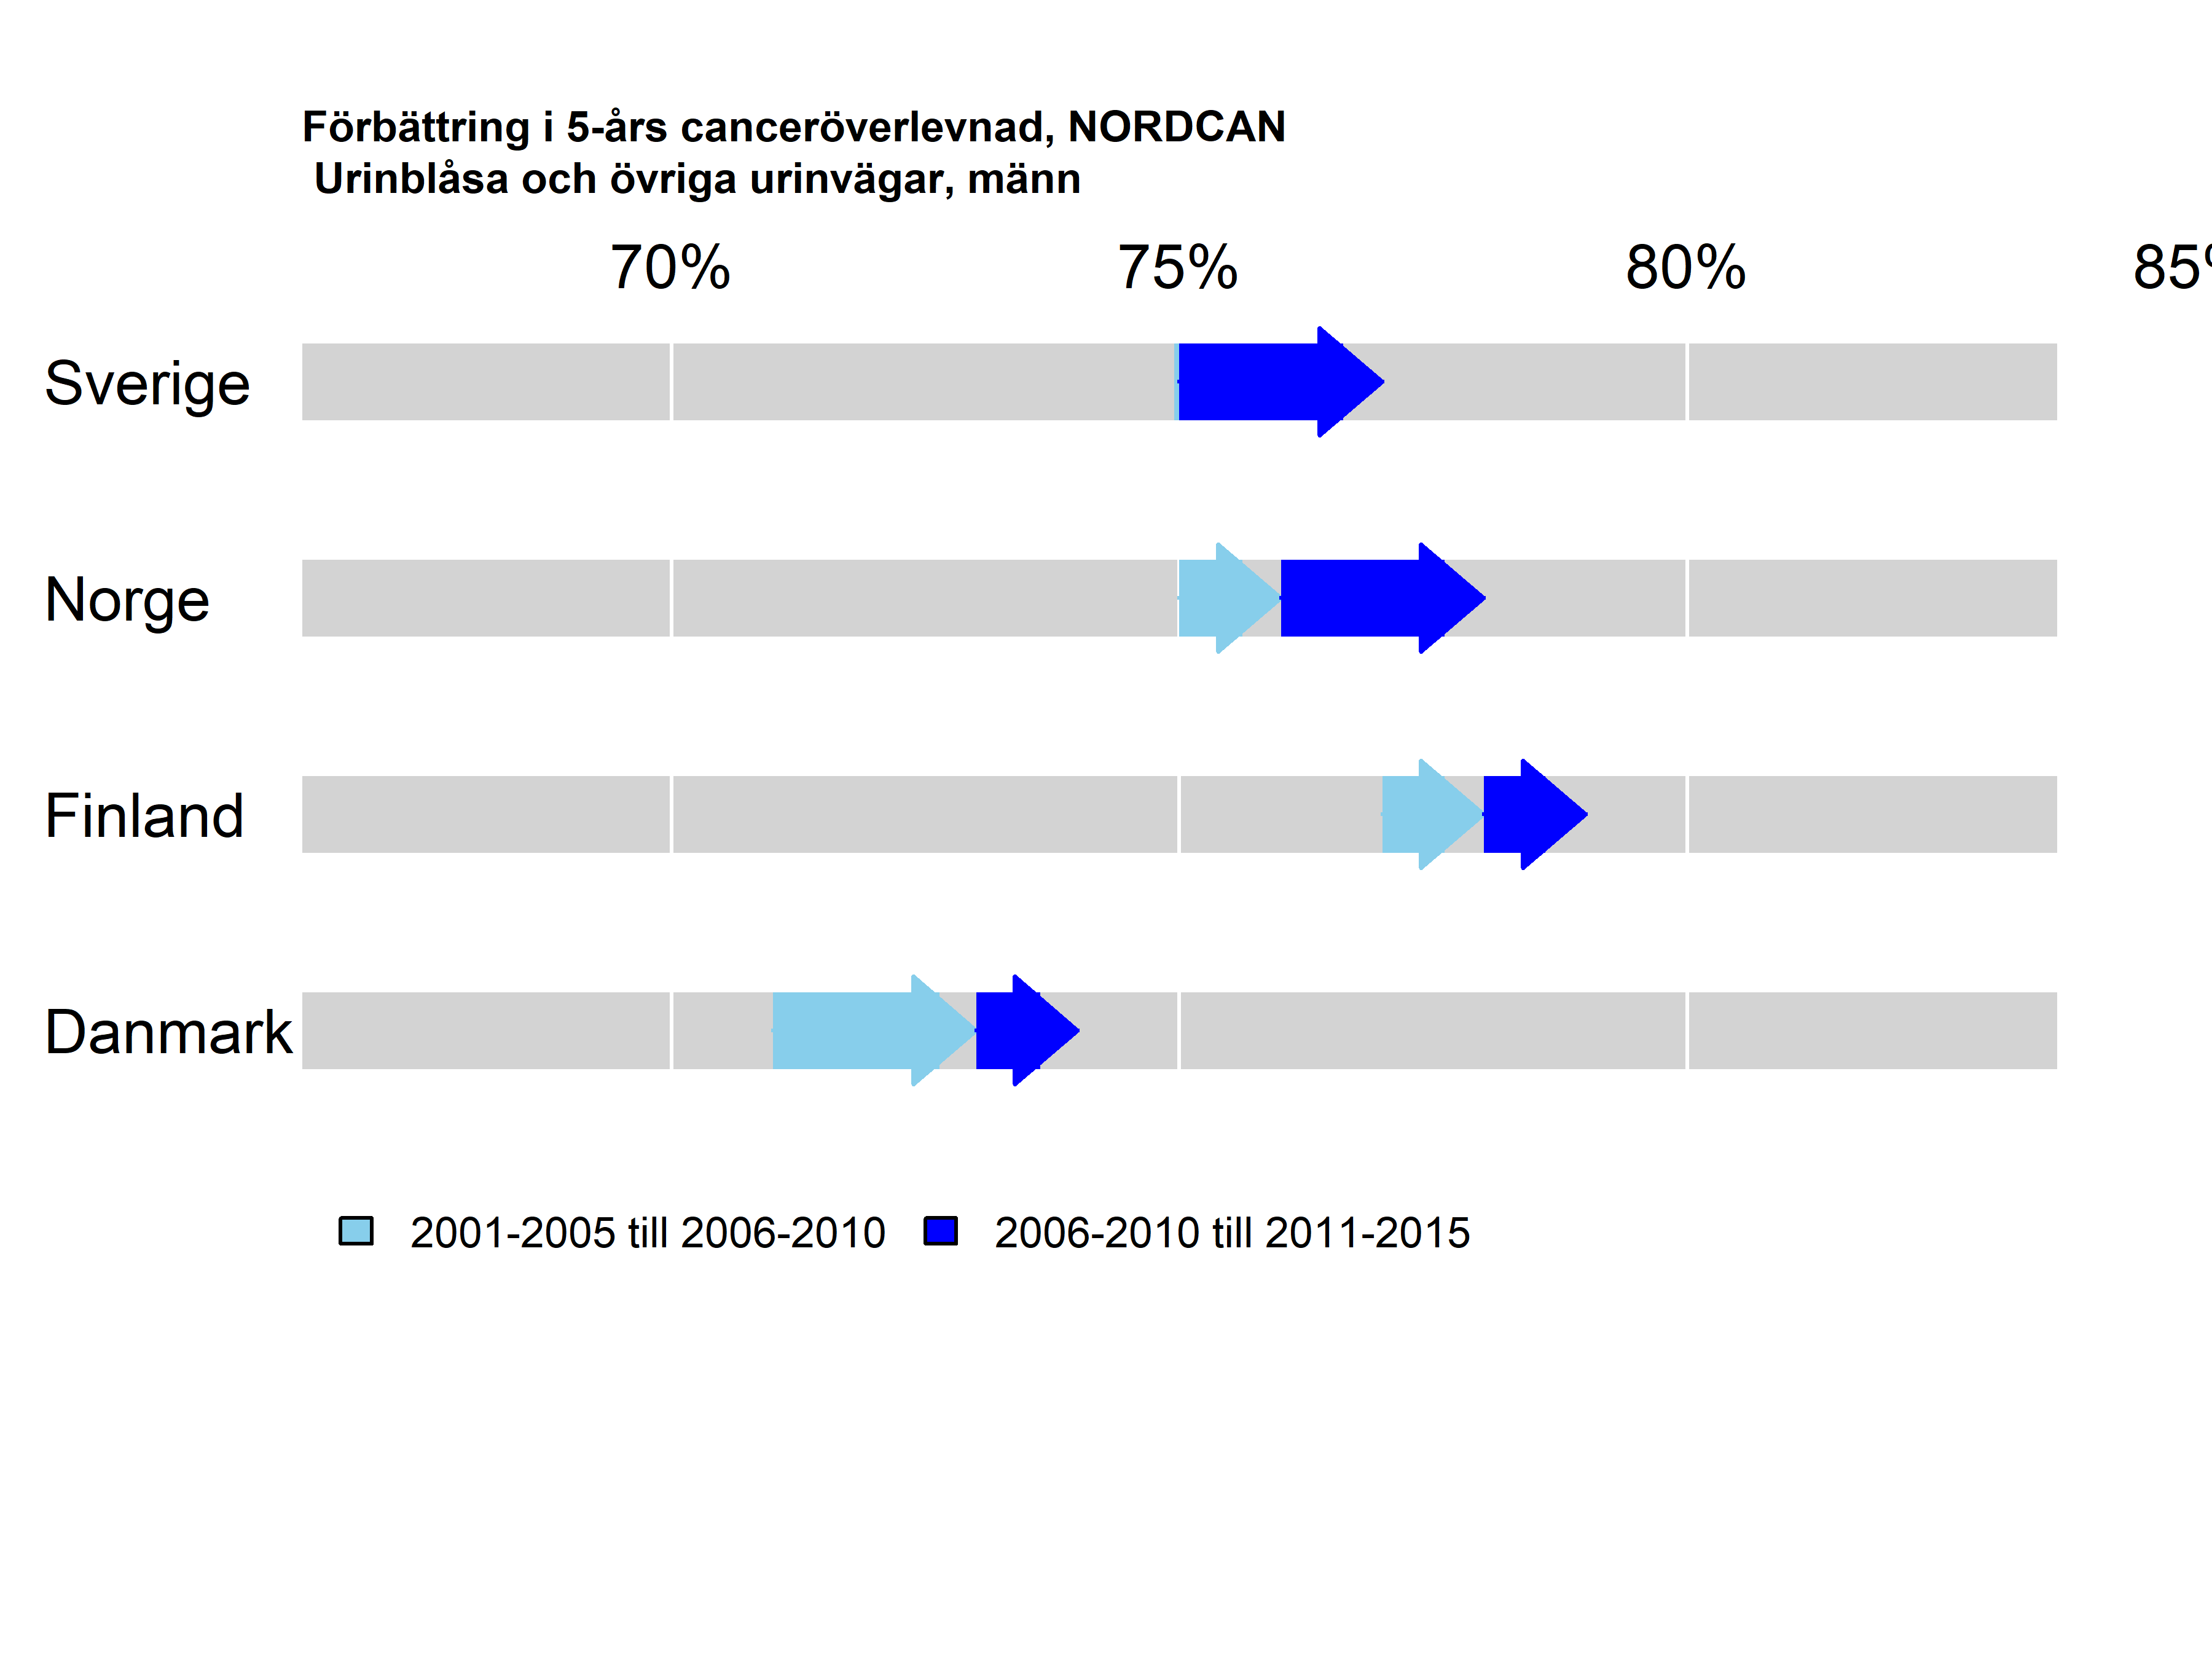 Förbättring i 5-års canceröverlevnad, NORDCAN
Urinblåsa och övriga urinvägar, männ
70% 75% 80% 85%
Sverige
Norge
Finland
Danmark
2001-2005 till 2006-2010 2006-2010 till 2011-2015